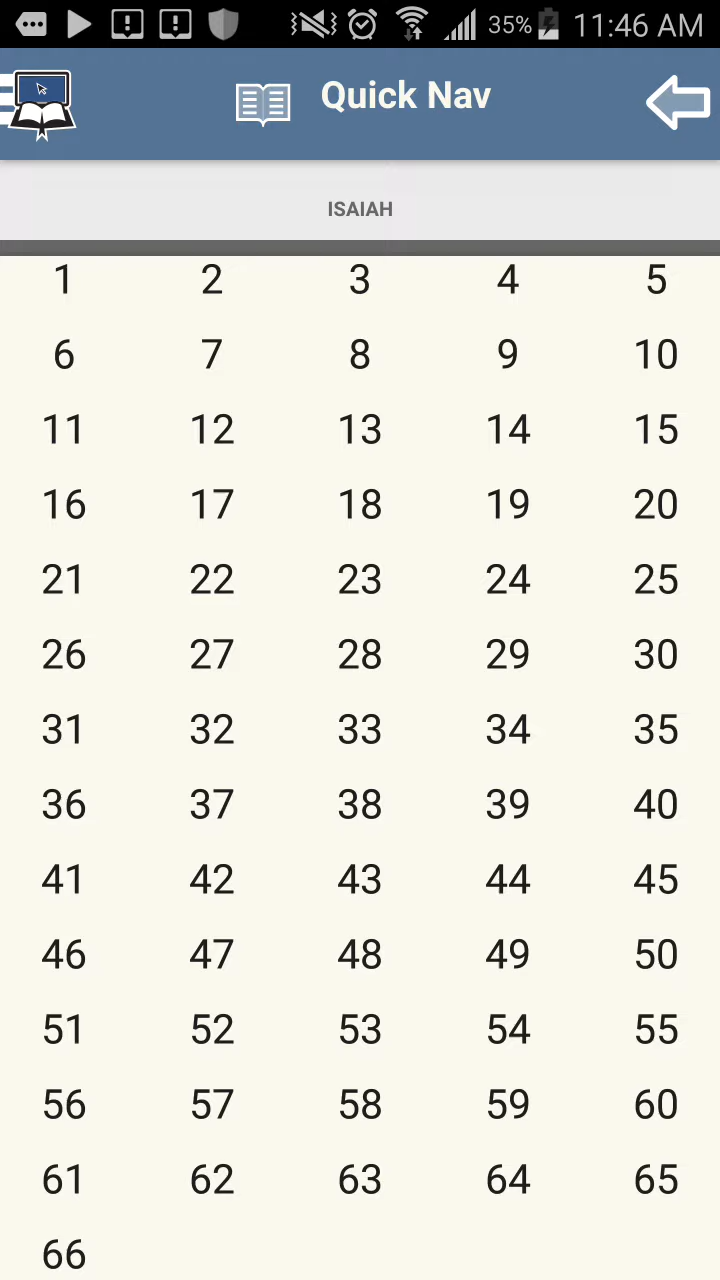 35% 11:46 AM
Quick Nav
ISAIAH
1 2 3 4 5
6 7 8 9 10
11 12 13 14 15
16 17 18 19 20
21 22 23 24 25
26 27 28 29 30
31 32 33 34 35
36 37 38 39 40
41 42 43 44 45
46 47 48 49 50
51 52 53 54 55
56 57 58 59 60
61 62 63 64 65
66